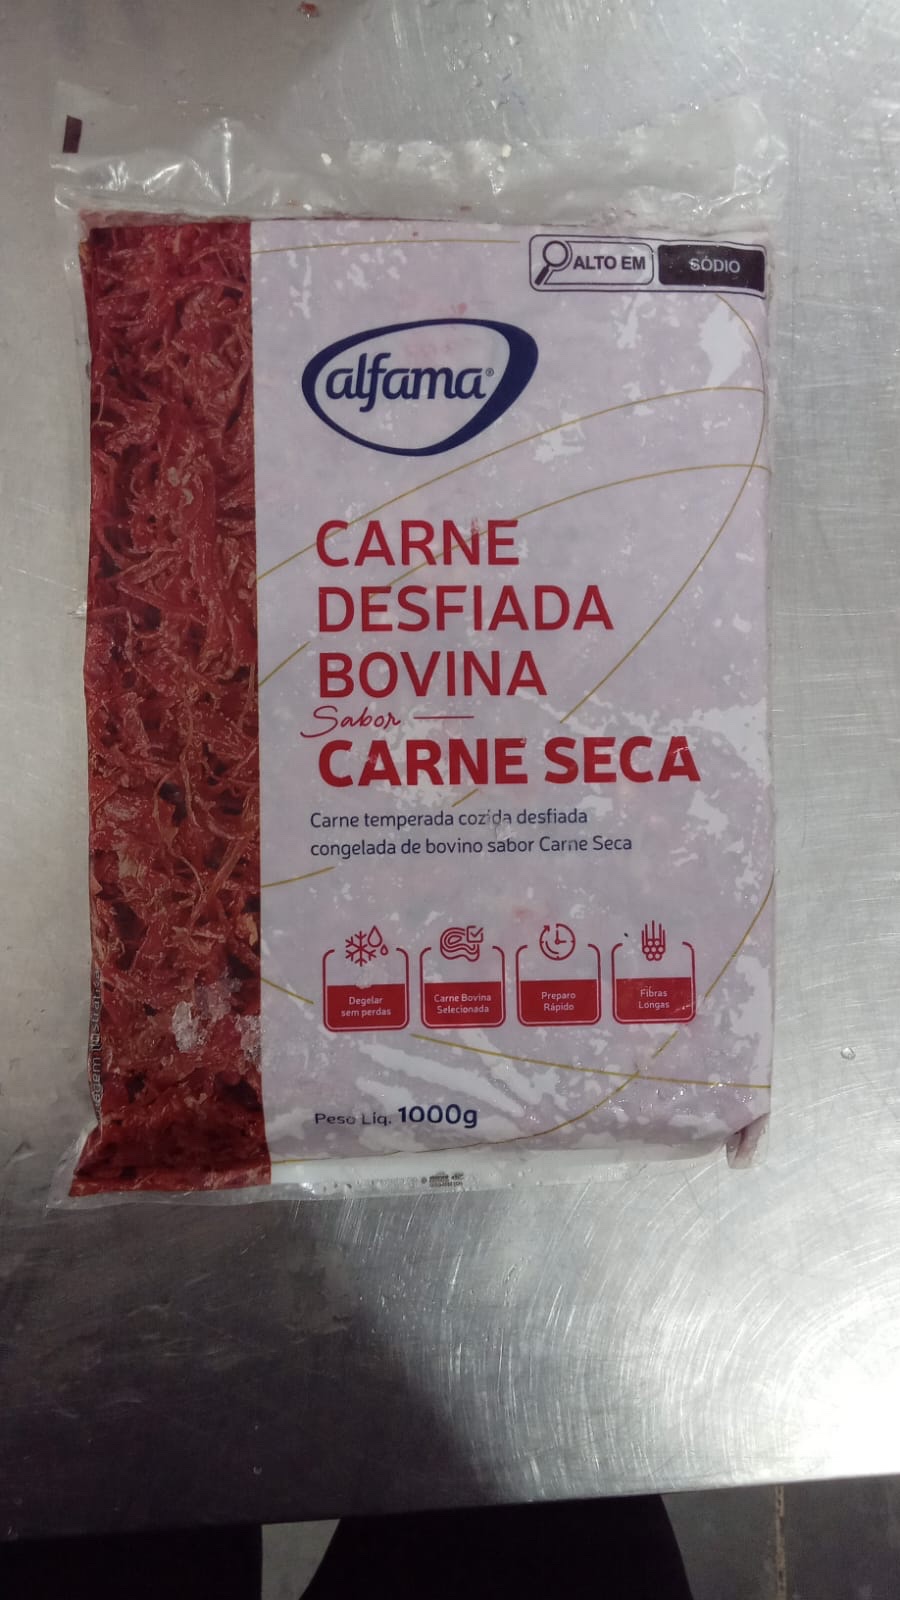 ALTO EM SÓDIO
alfama®
CARNE
DESFIADA
BOVINA
Sabor
CARNE SECA
Carne temperada cozida desfiada
congelada de bovino sabor Carne Seca
Degelar
sem perdas
Carne Bovina
Selecionada
Preparo
Rápido
Fibras
Longas
Peso Líq. 1000g